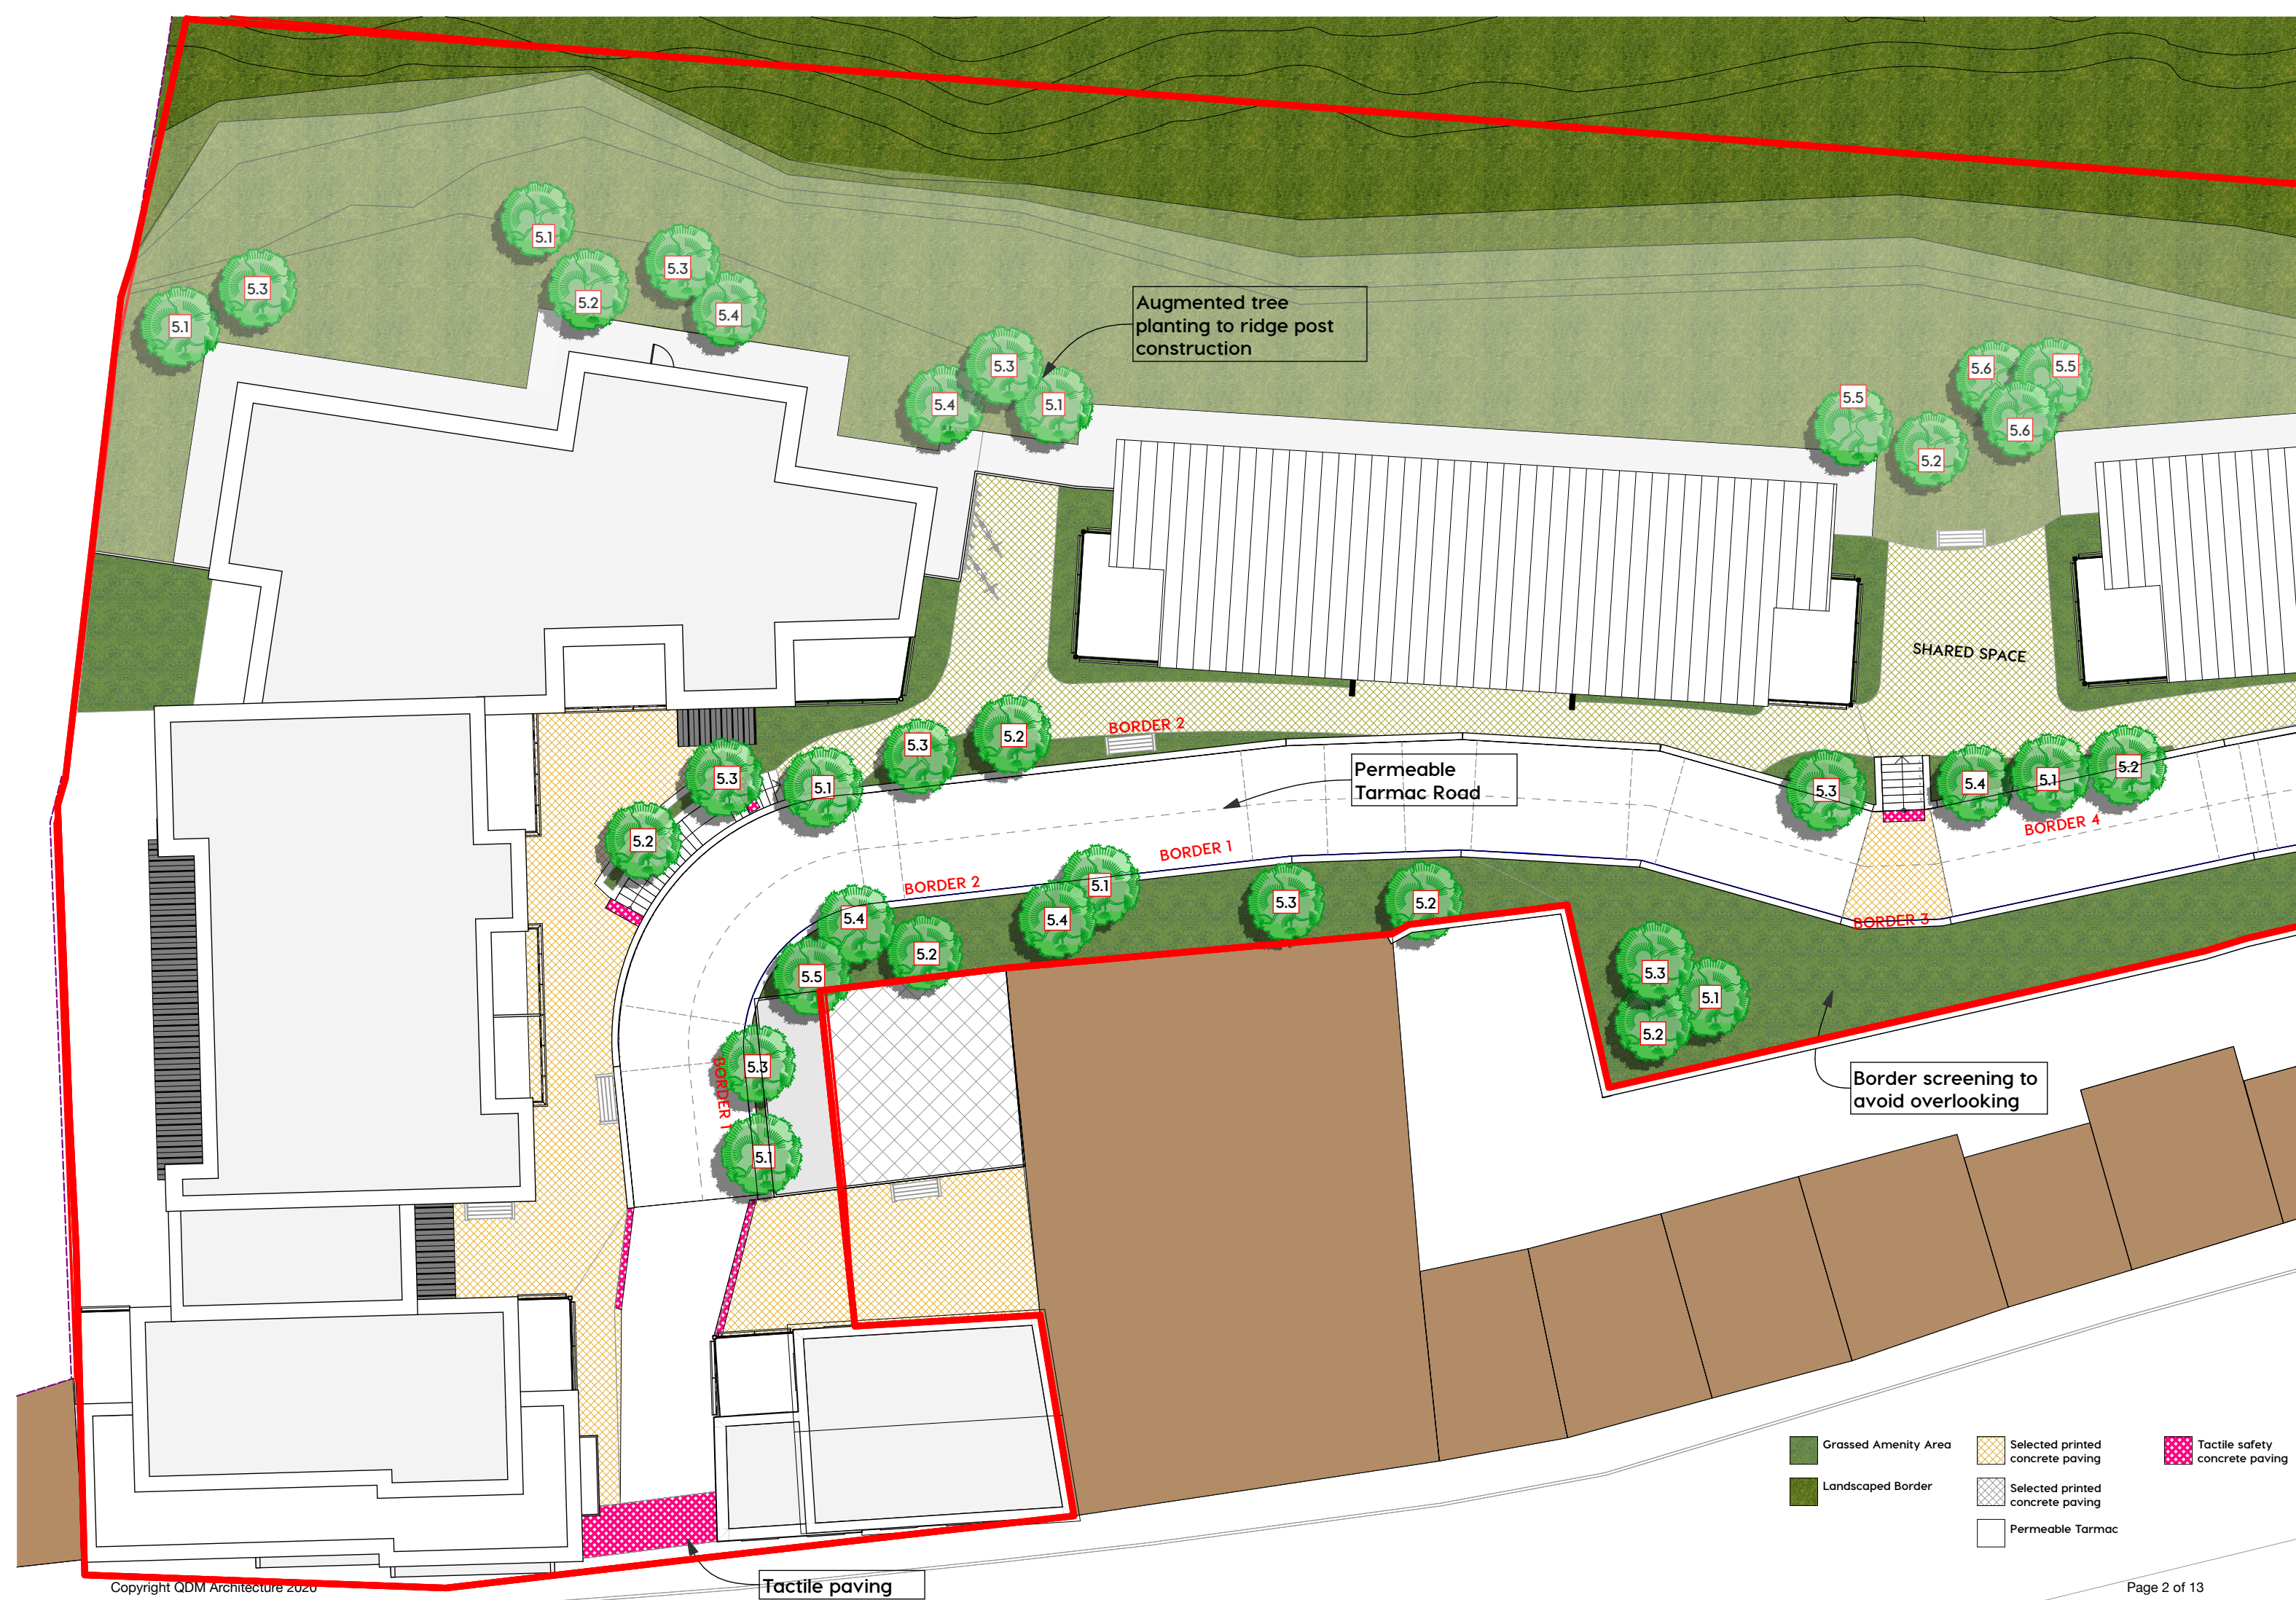 5.1
5.3
5.3
5.1
5.2
5.4
Augmented tree
planting to ridge post
construction
5.3
5.4
5.1
5.6
5.5
5.5
5.6
5.2
SHARED SPACE
BORDER 2
5.3
5.2
5.3
5.1
5.2
Permeable
Tarmac Road
5.3
5.4
5.1
5.2
BORDER 4
BORDER 1
BORDER 2
5.1
5.4
5.4
5.3
5.2
BORDER 3
5.2
5.5
5.3
5.1
5.2
5.3
BORDER 1
5.1
Border screening to
avoid overlooking
Grassed Amenity Area
Landscaped Border
Selected printed
concrete paving
Selected printed
concrete paving
Permeable Tarmac
Tactile safety
concrete paving
Tactile paving
Copyright QDM Architecture 2020
Page 2 of 13